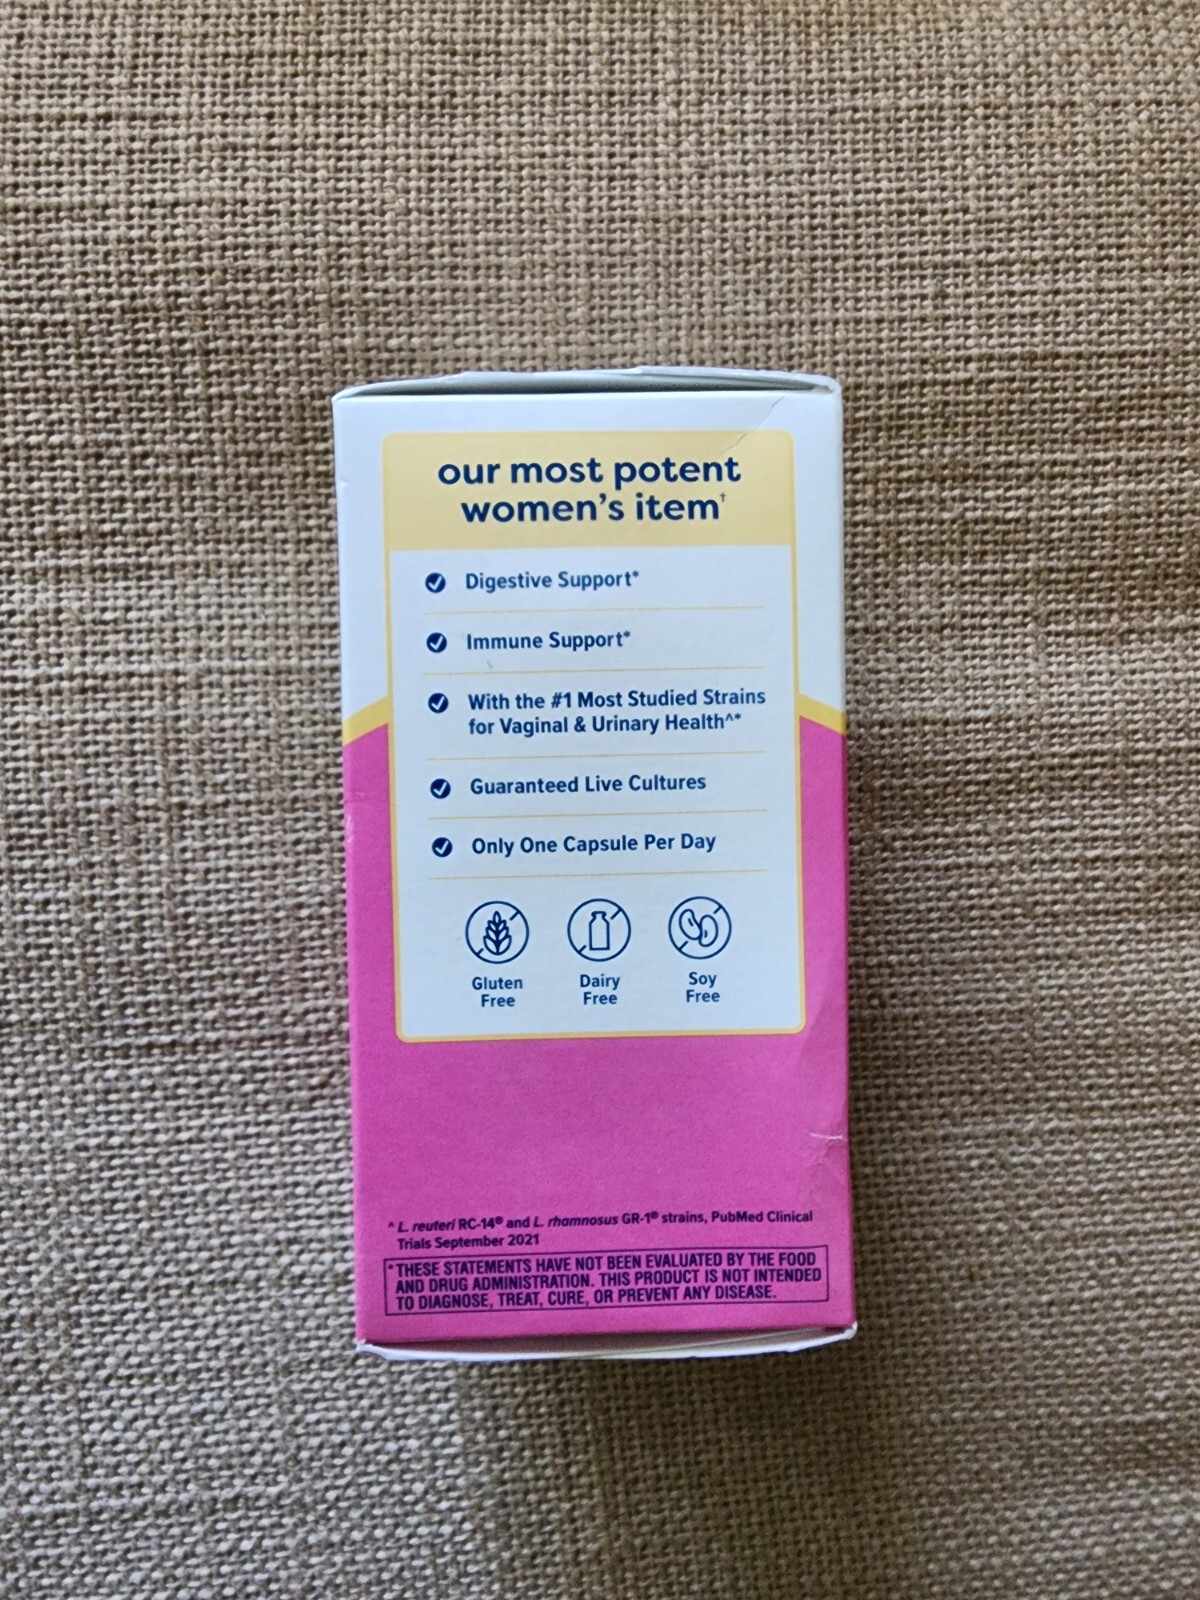 our most potent
women's item†
Digestive Support*
Immune Support*
With the #1 Most Studied Strains
for Vaginal & Urinary Health^*
Guaranteed Live Cultures
Only One Capsule Per Day
Gluten
Free
Dairy
Free
Soy
Free
^ L. reuteri RC-14® and L. rhamnosus GR-1® strains, PubMed Clinical
Trials September 2021
*THESE STATEMENTS HAVE NOT BEEN EVALUATED BY THE FOOD
AND DRUG ADMINISTRATION. THIS PRODUCT IS NOT INTENDED
TO DIAGNOSE, TREAT, CURE, OR PREVENT ANY DISEASE.